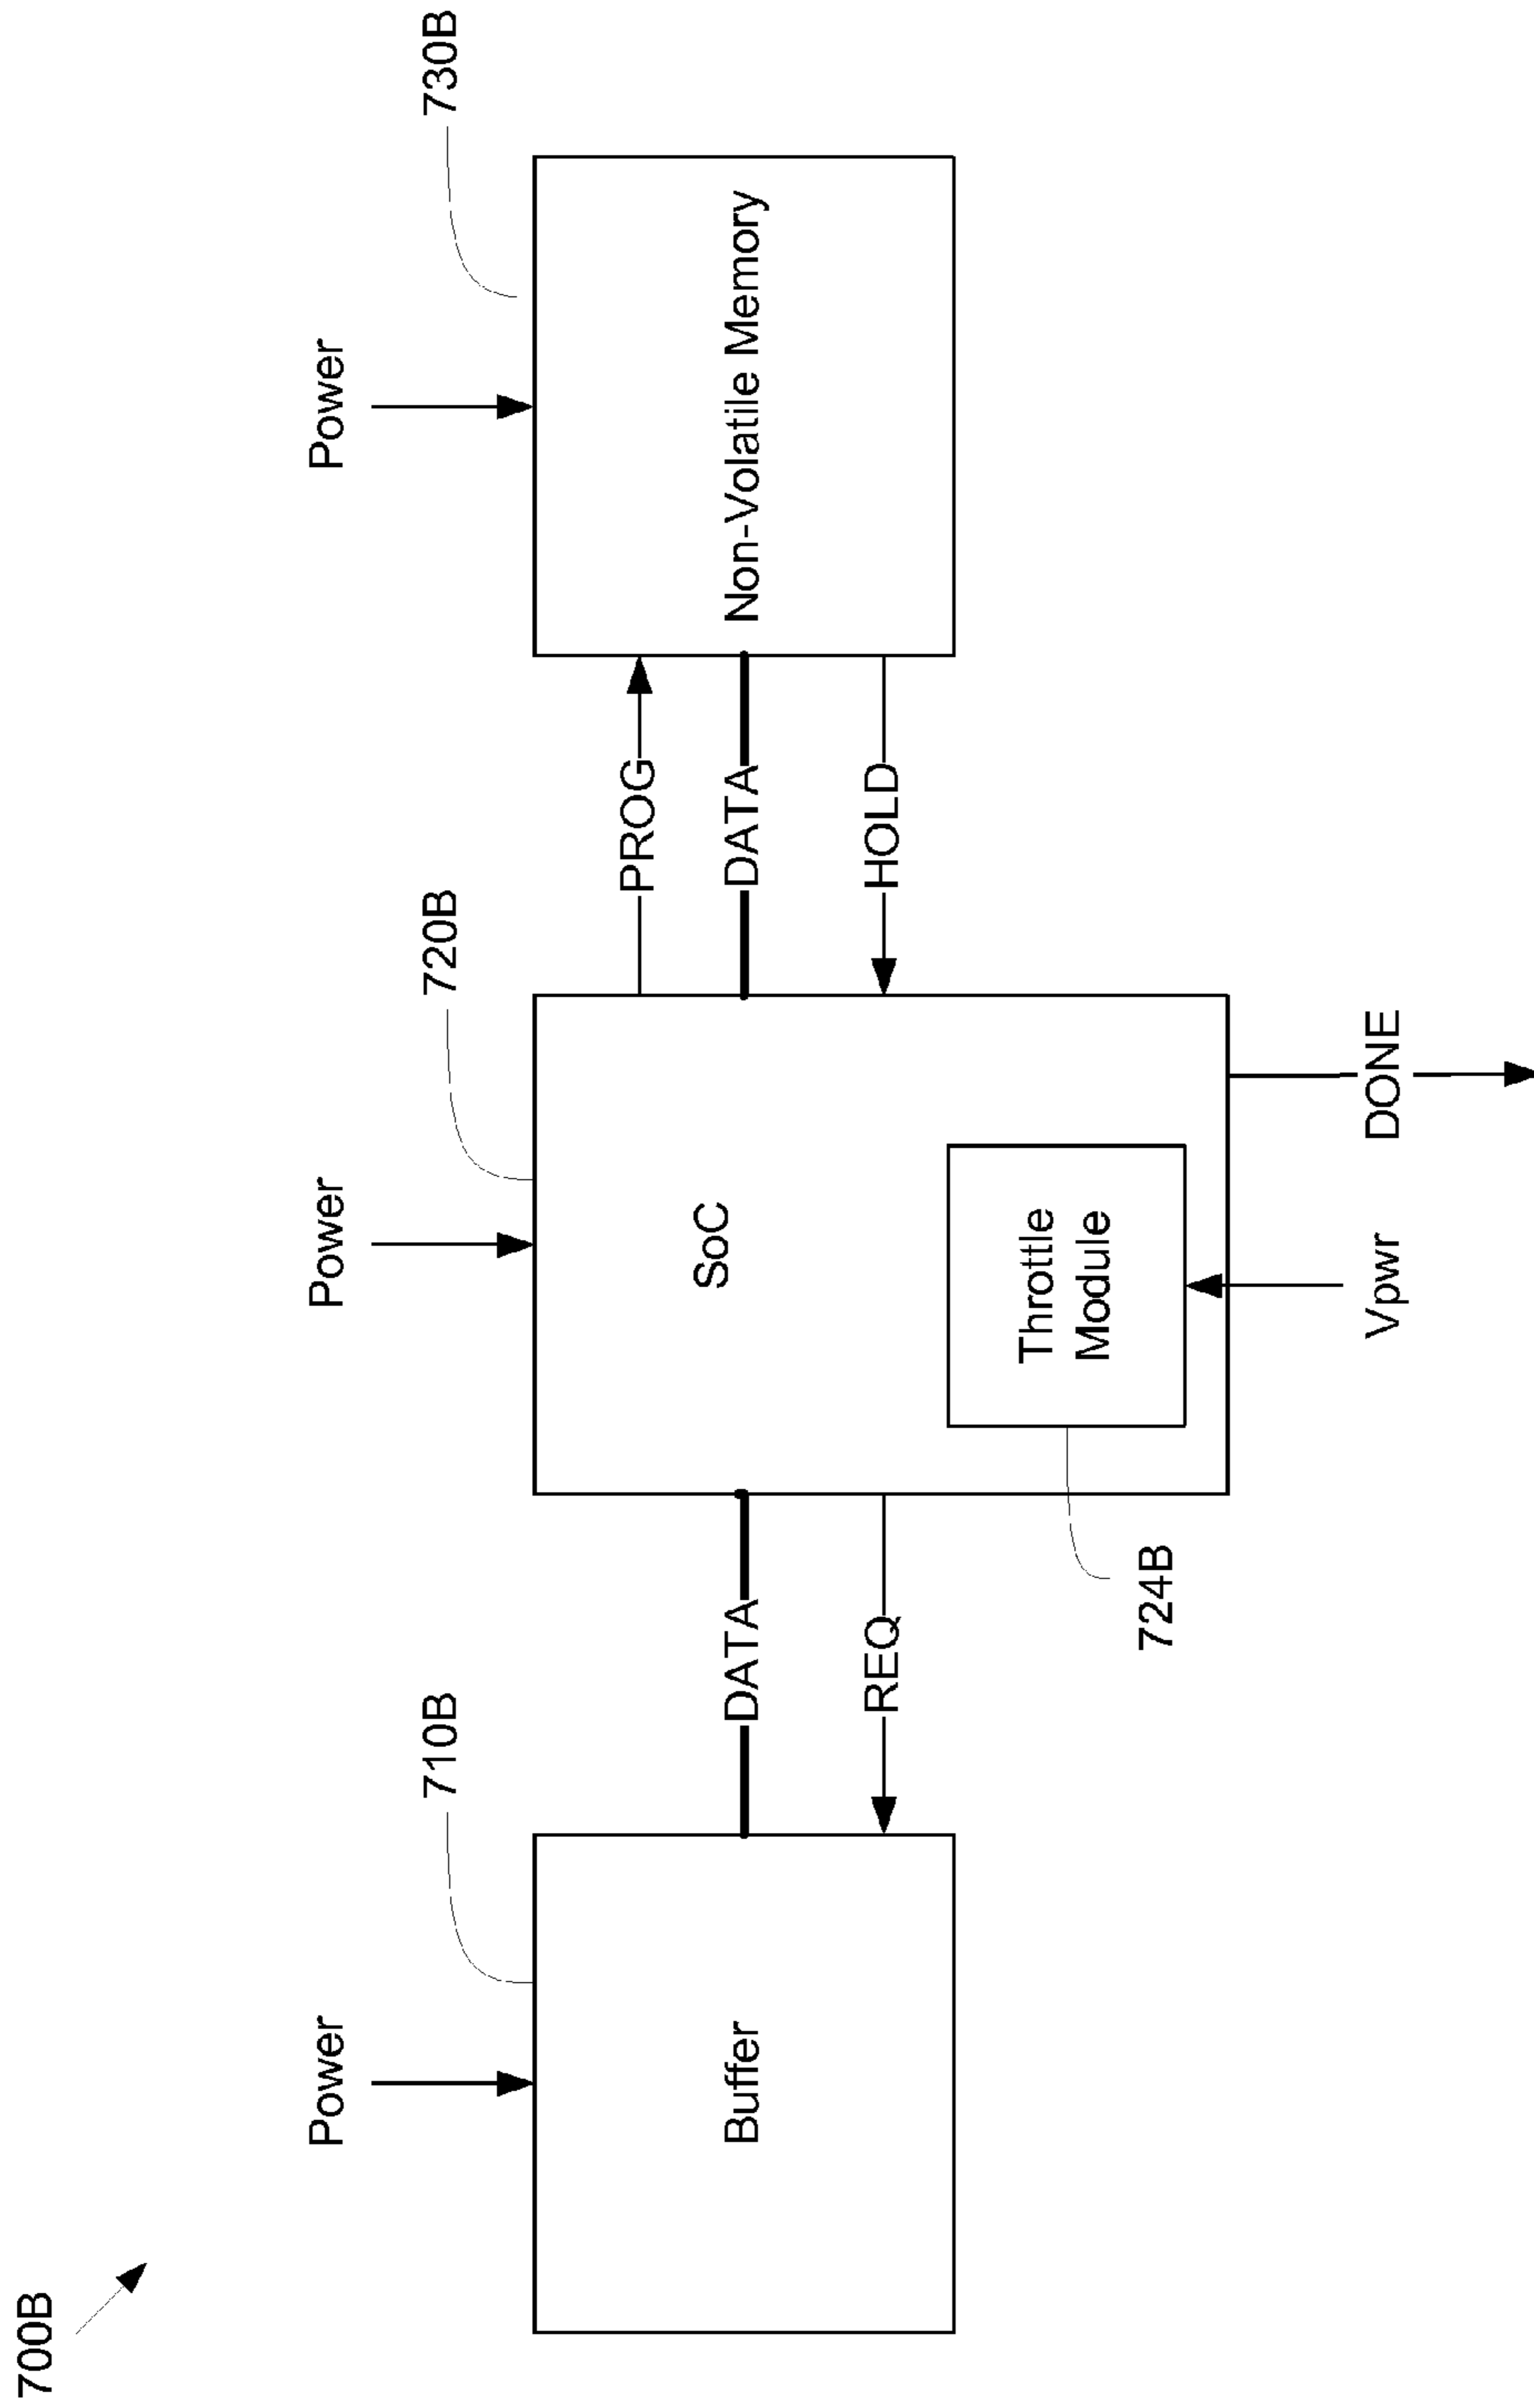 700B
Power
Power
Power
710B
720B
730B
Buffer
DATA
REQ
SoC
Throttle
Module
724B
PROG
DATA
HOLD
Non-Volatile Memory
Vpwr
DONE